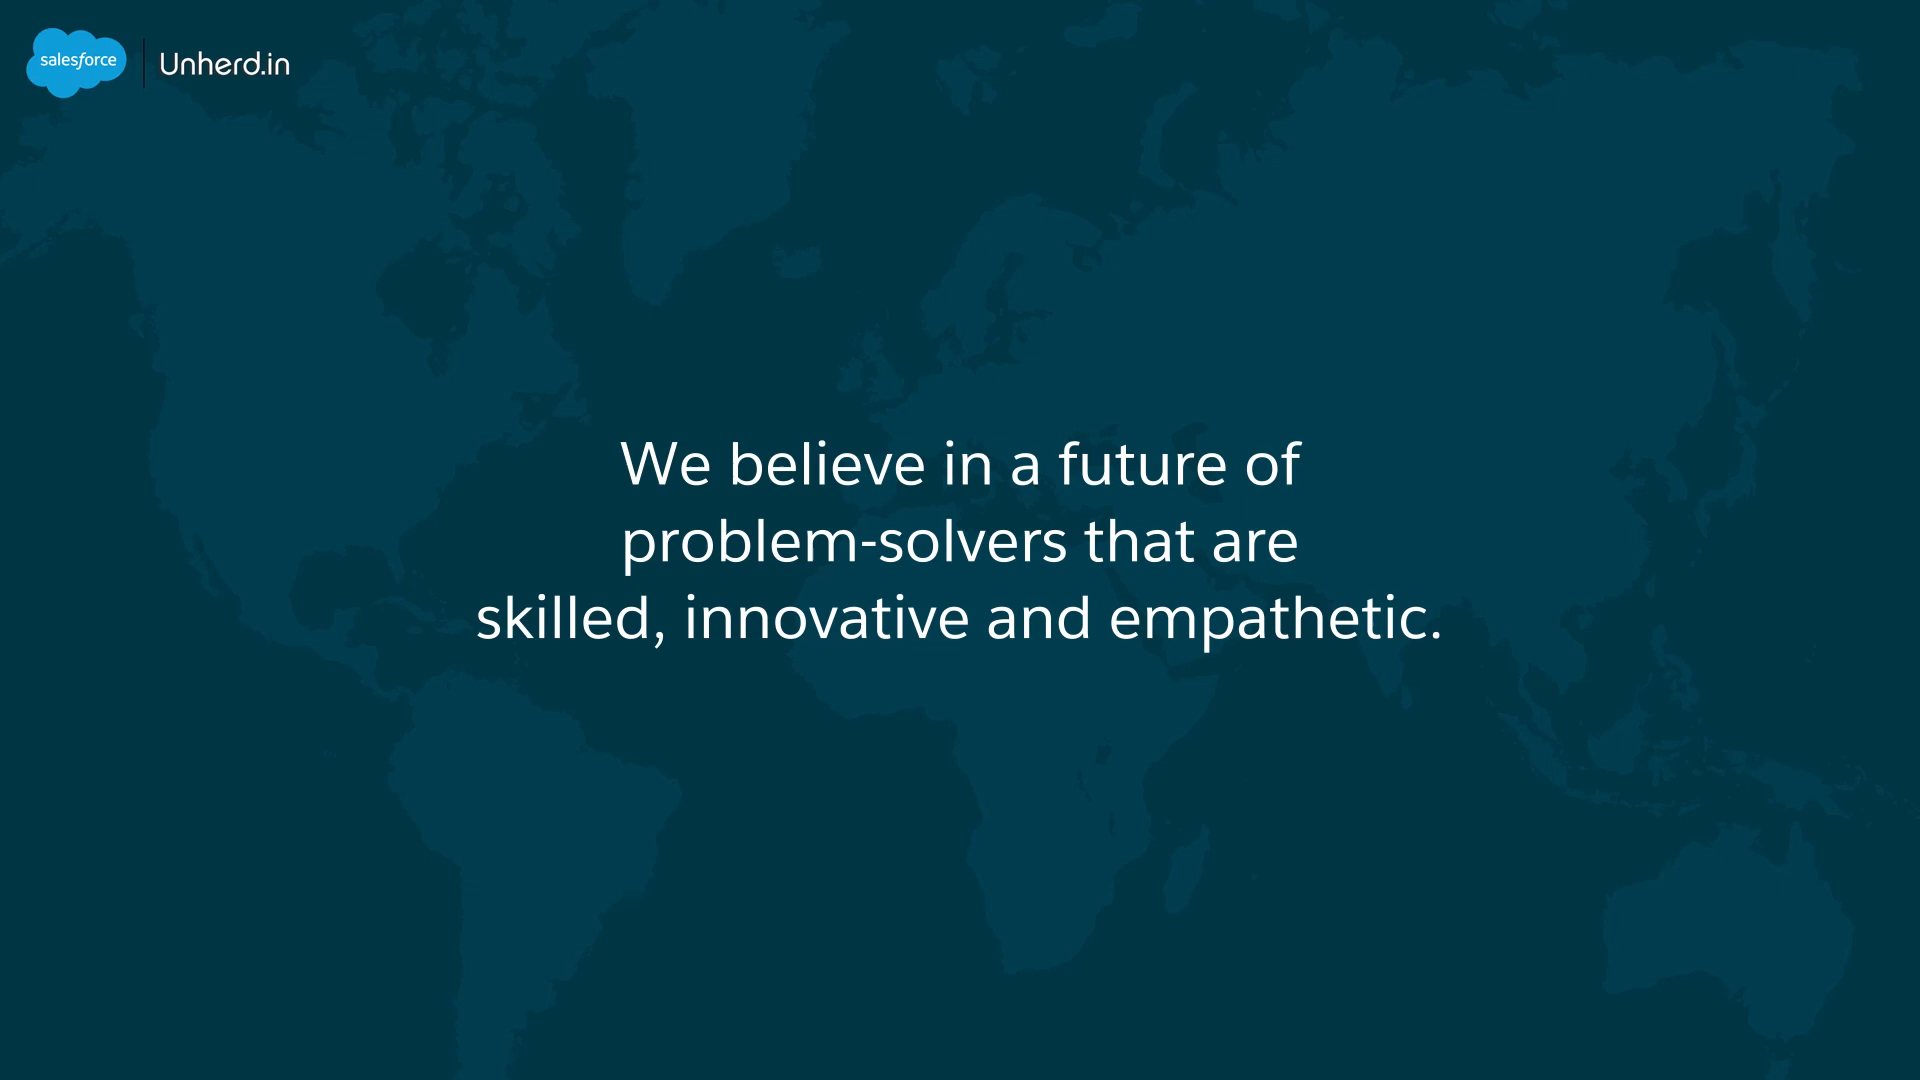 salesforce
Unherd.in
We believe in a future of
problem-solvers that are
skilled, innovative and empathetic.